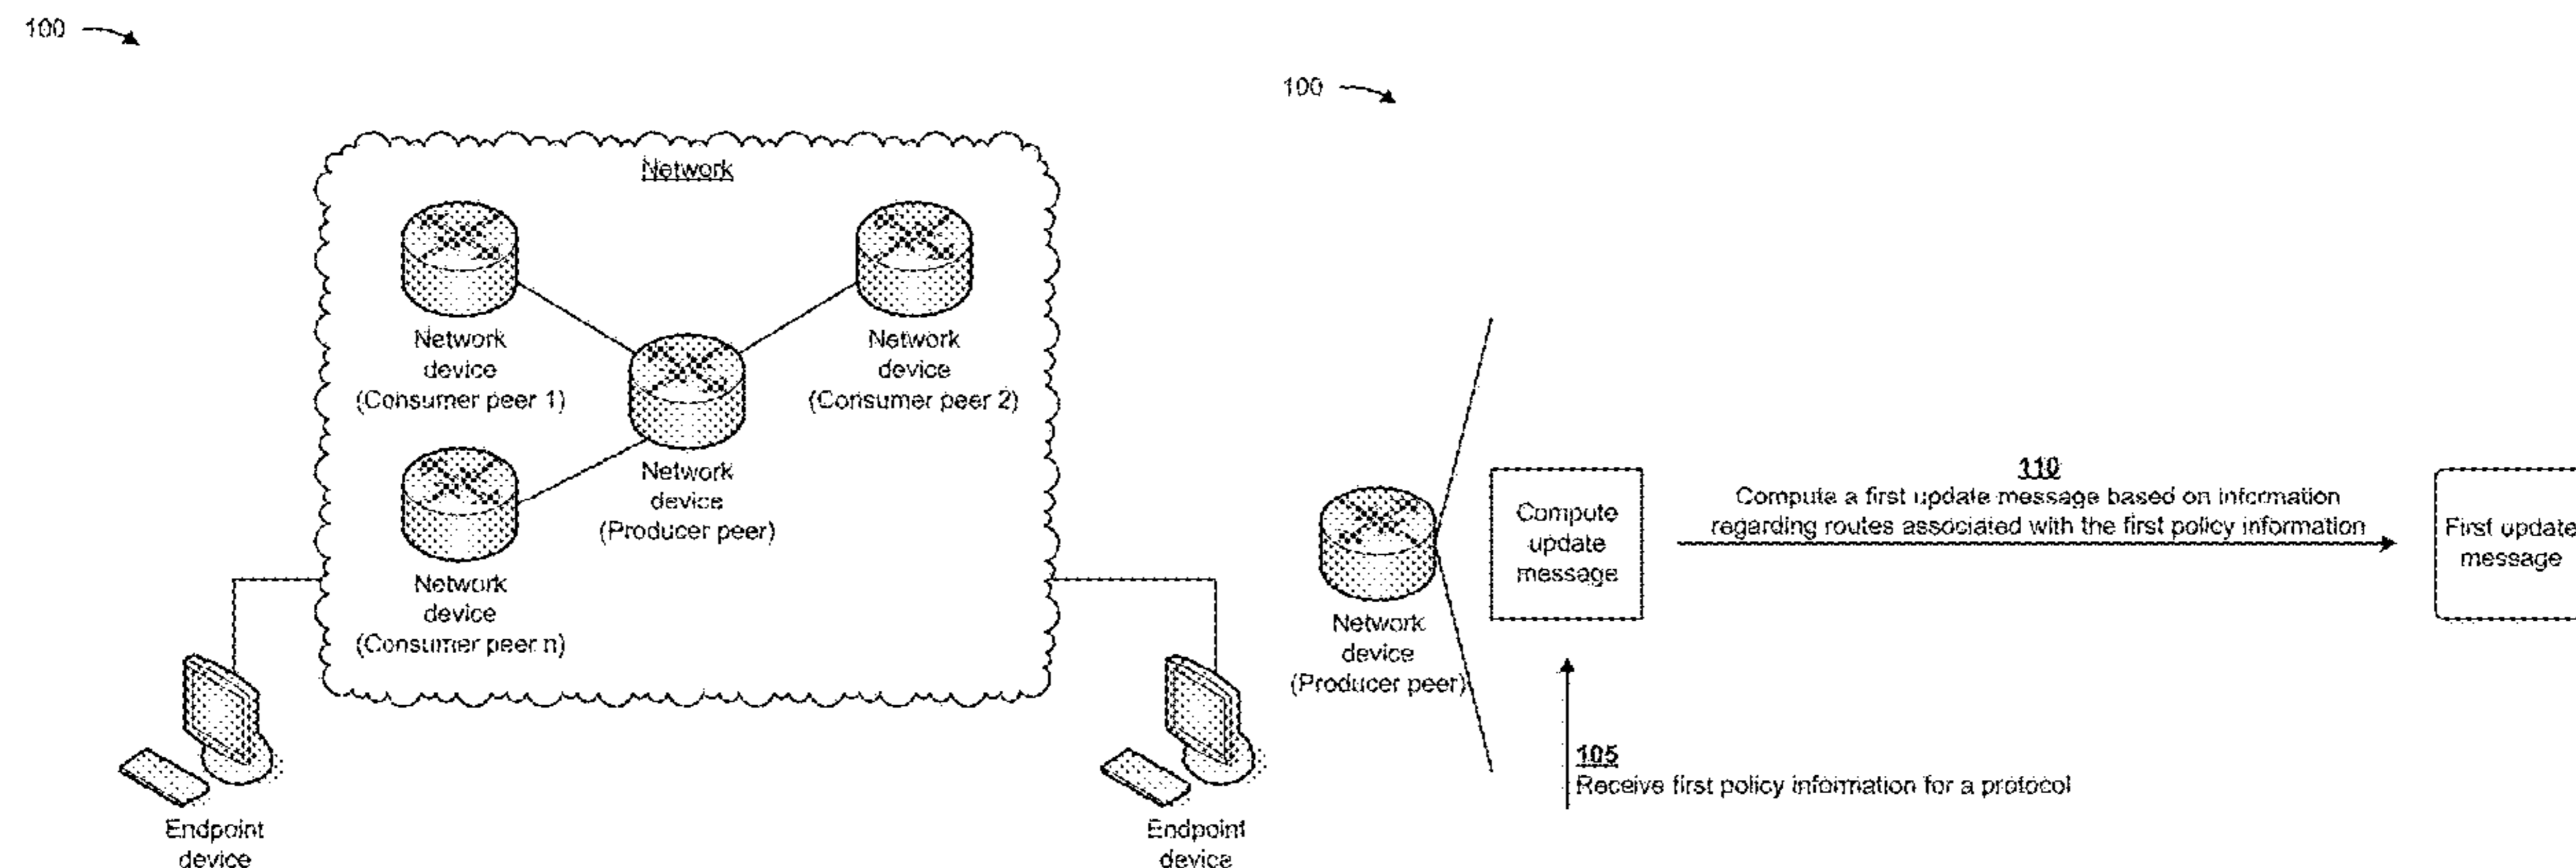 100
Network
Network
device
(Consumer peer 1)
Network
device
(Consumer peer 2)
Network
device
(Producer peer)
Network
device
(Consumer peer n)
Endpoint
device
Endpoint
device
100
Network
device
(Producer peer)
Compute
update
message
110
Compute a first update message based on information
regarding routes associated with the first policy information
First update
message
105
Receive first policy information for a protocol